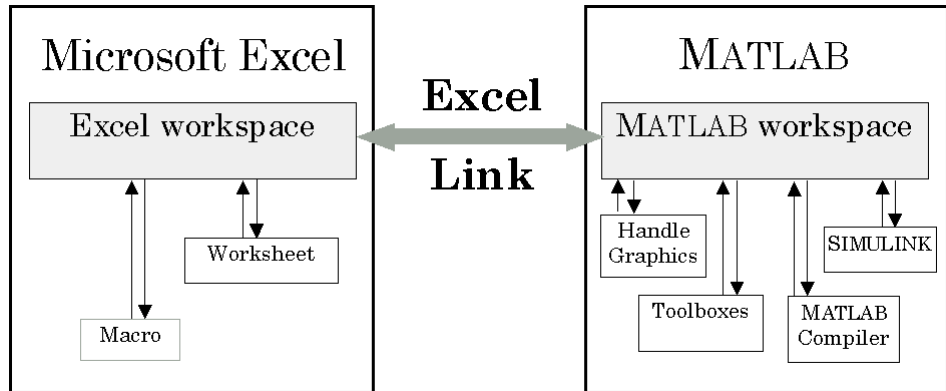 Microsoft Excel
Excel workspace
Worksheet
Macro
Excel
Link
MATLAB
MATLAB workspace
Handle
Graphics
SIMULINK
Toolboxes
MATLAB
Compiler